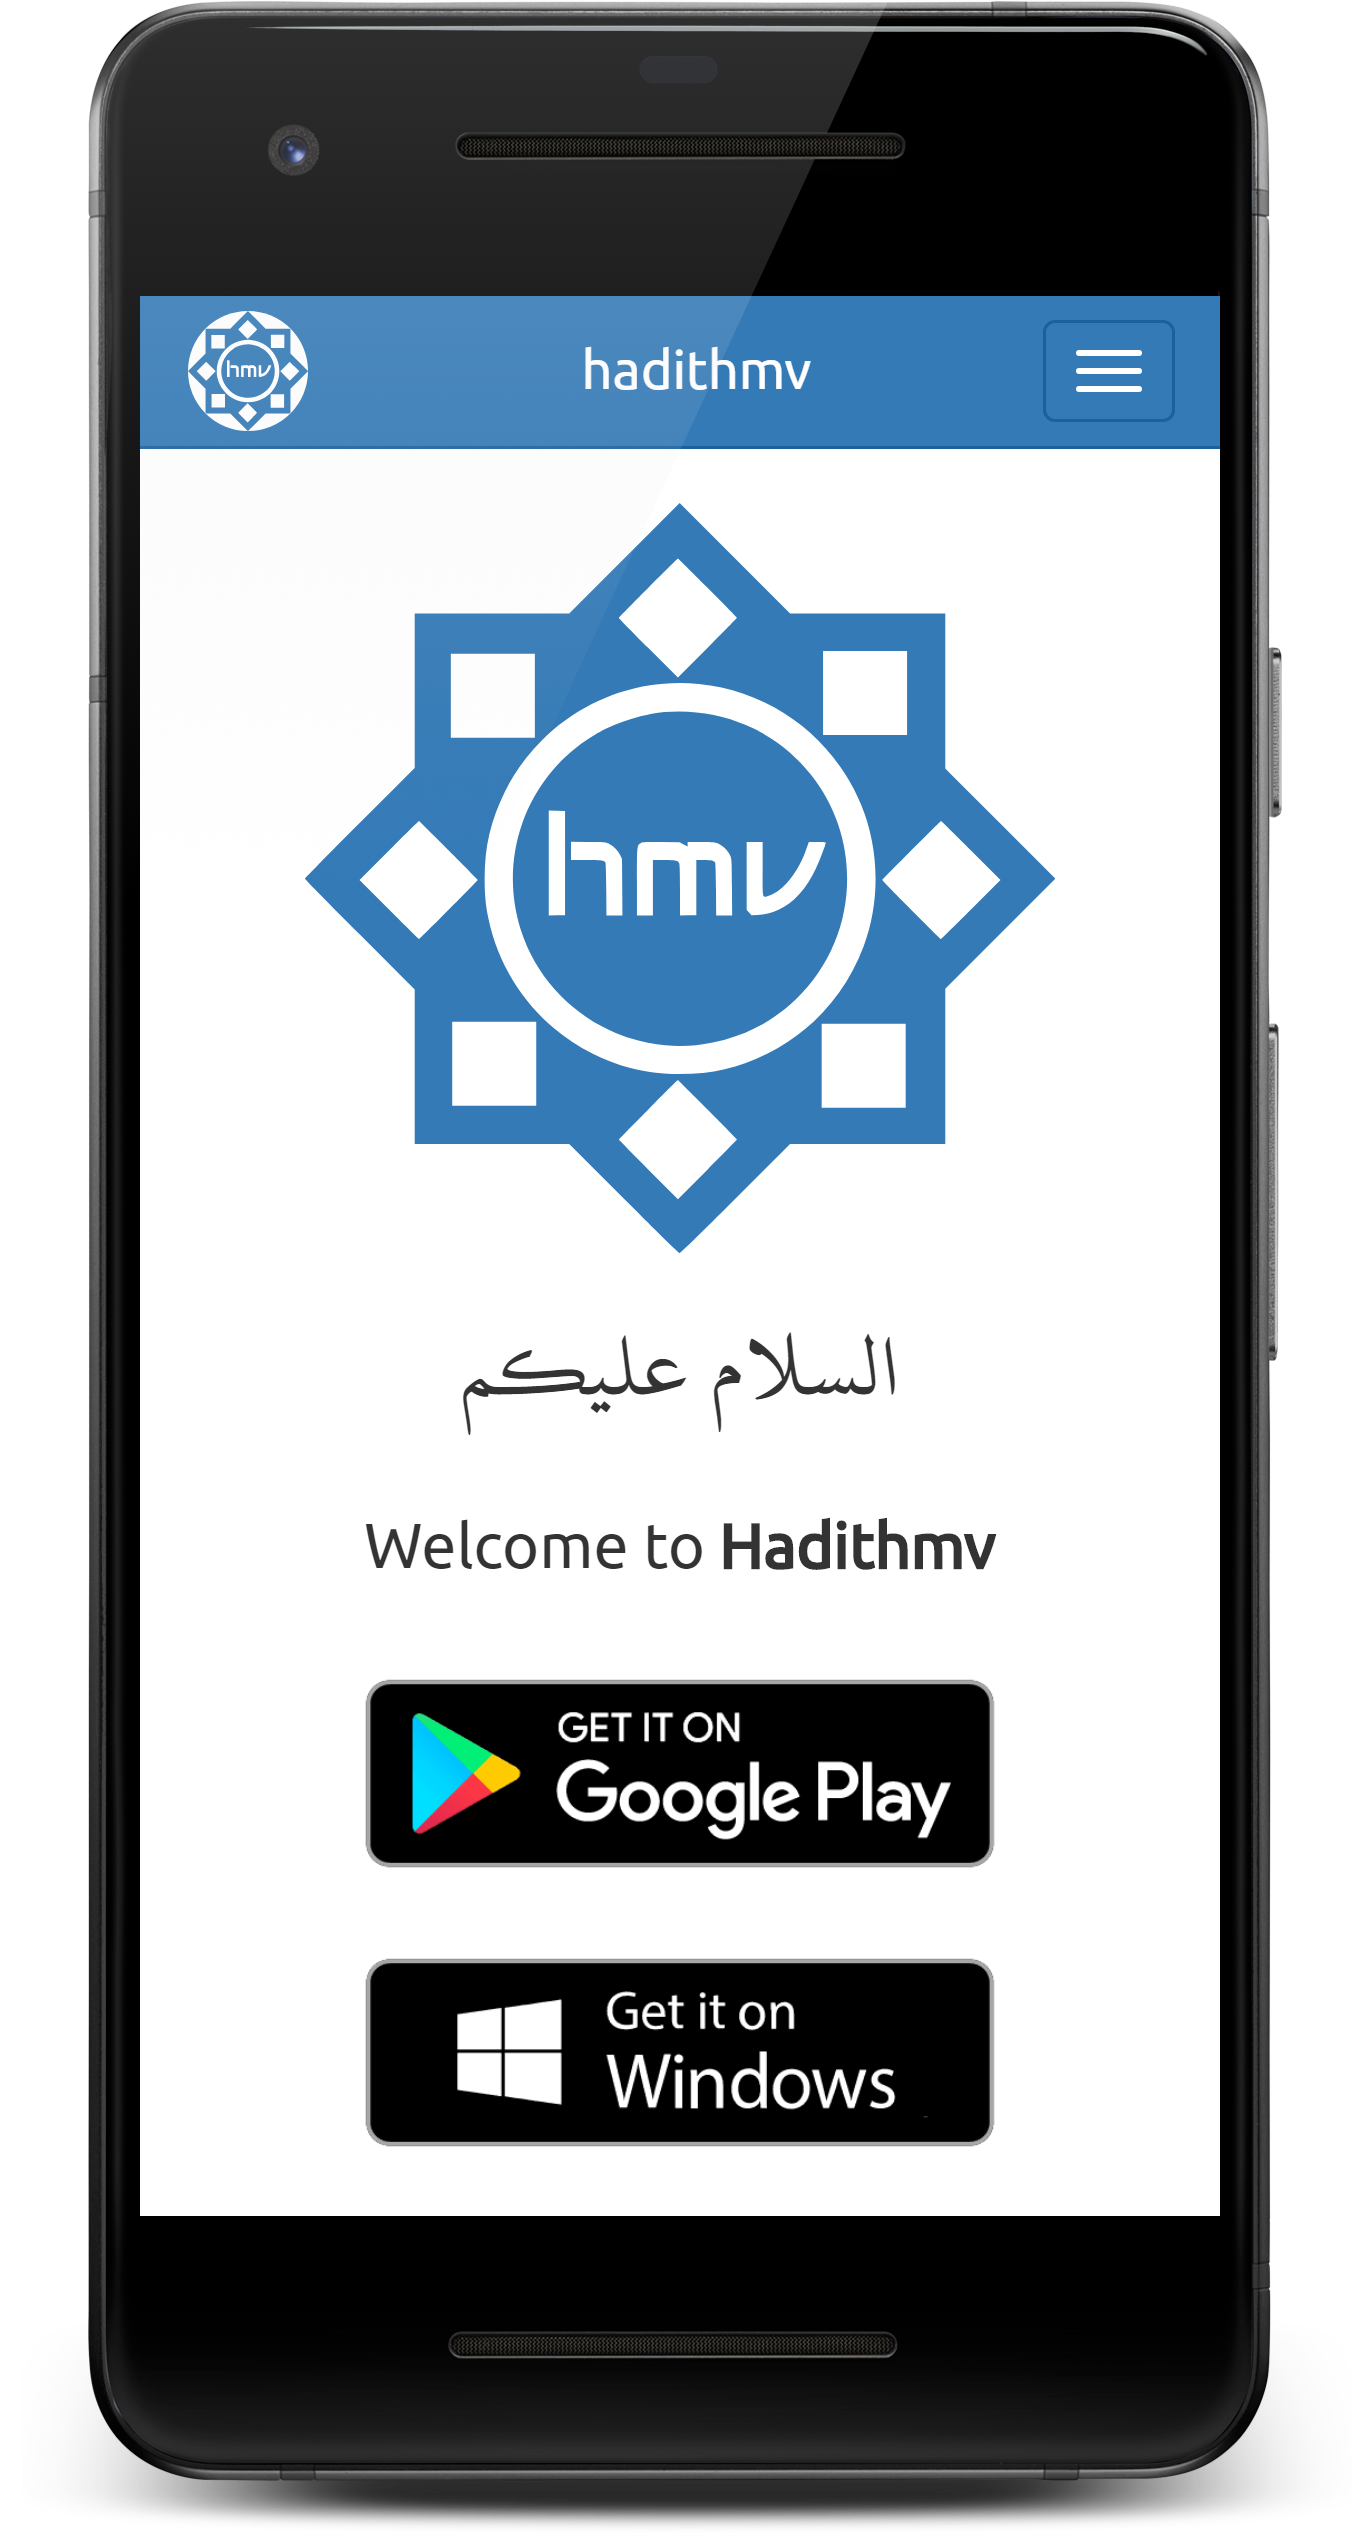 hmv
hadithmv
hmv
السلام عليكم
Welcome to Hadithmv
GET IT ON
Google Play
Get it on
Windows